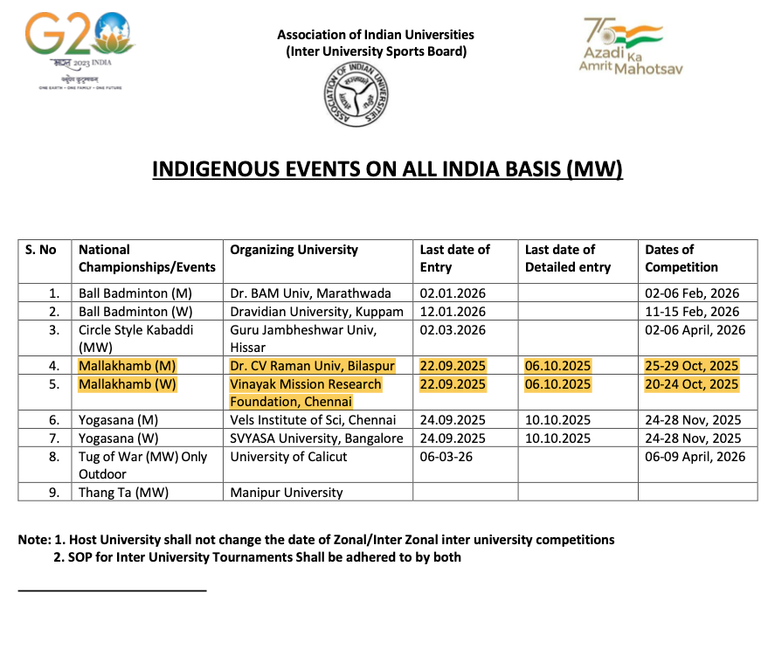 G20
भारत 2023 INDIA
वसुधैव कुटुम्बकम्
ONE EARTH • ONE FAMILY • ONE FUTURE
Association of Indian Universities
(Inter University Sports Board)
ASSOCIATION OF INDIAN UNIVERSITIES
75
Azadi Ka
Amrit Mahotsav
INDIGENOUS EVENTS ON ALL INDIA BASIS (MW)
S. No National Organizing University Last date of Last date of Dates of
Championships/Events Entry Detailed entry Competition
1. Ball Badminton (M) Dr. BAM Univ, Marathwada 02.01.2026 02-06 Feb, 2026
2. Ball Badminton (W) Dravidian University, Kuppam 12.01.2026 11-15 Feb, 2026
3. Circle Style Kabaddi Guru Jambheshwar Univ, 02.03.2026 02-06 April, 2026
(MW) Hissar
4. Mallakhamb (M) Dr. CV Raman Univ, Bilaspur 22.09.2025 06.10.2025 25-29 Oct, 2025
5. Mallakhamb (W) Vinayak Mission Research 22.09.2025 06.10.2025 20-24 Oct, 2025
Foundation, Chennai
6. Yogasana (M) Vels Institute of Sci, Chennai 24.09.2025 10.10.2025 24-28 Nov, 2025
7. Yogasana (W) SVYASA University, Bangalore 24.09.2025 10.10.2025 24-28 Nov, 2025
8. Tug of War (MW) Only University of Calicut 06-03-26 06-09 April, 2026
Outdoor
9. Thang Ta (MW) Manipur University
Note: 1. Host University shall not change the date of Zonal/Inter Zonal inter university competitions
2. SOP for Inter University Tournaments Shall be adhered to by both